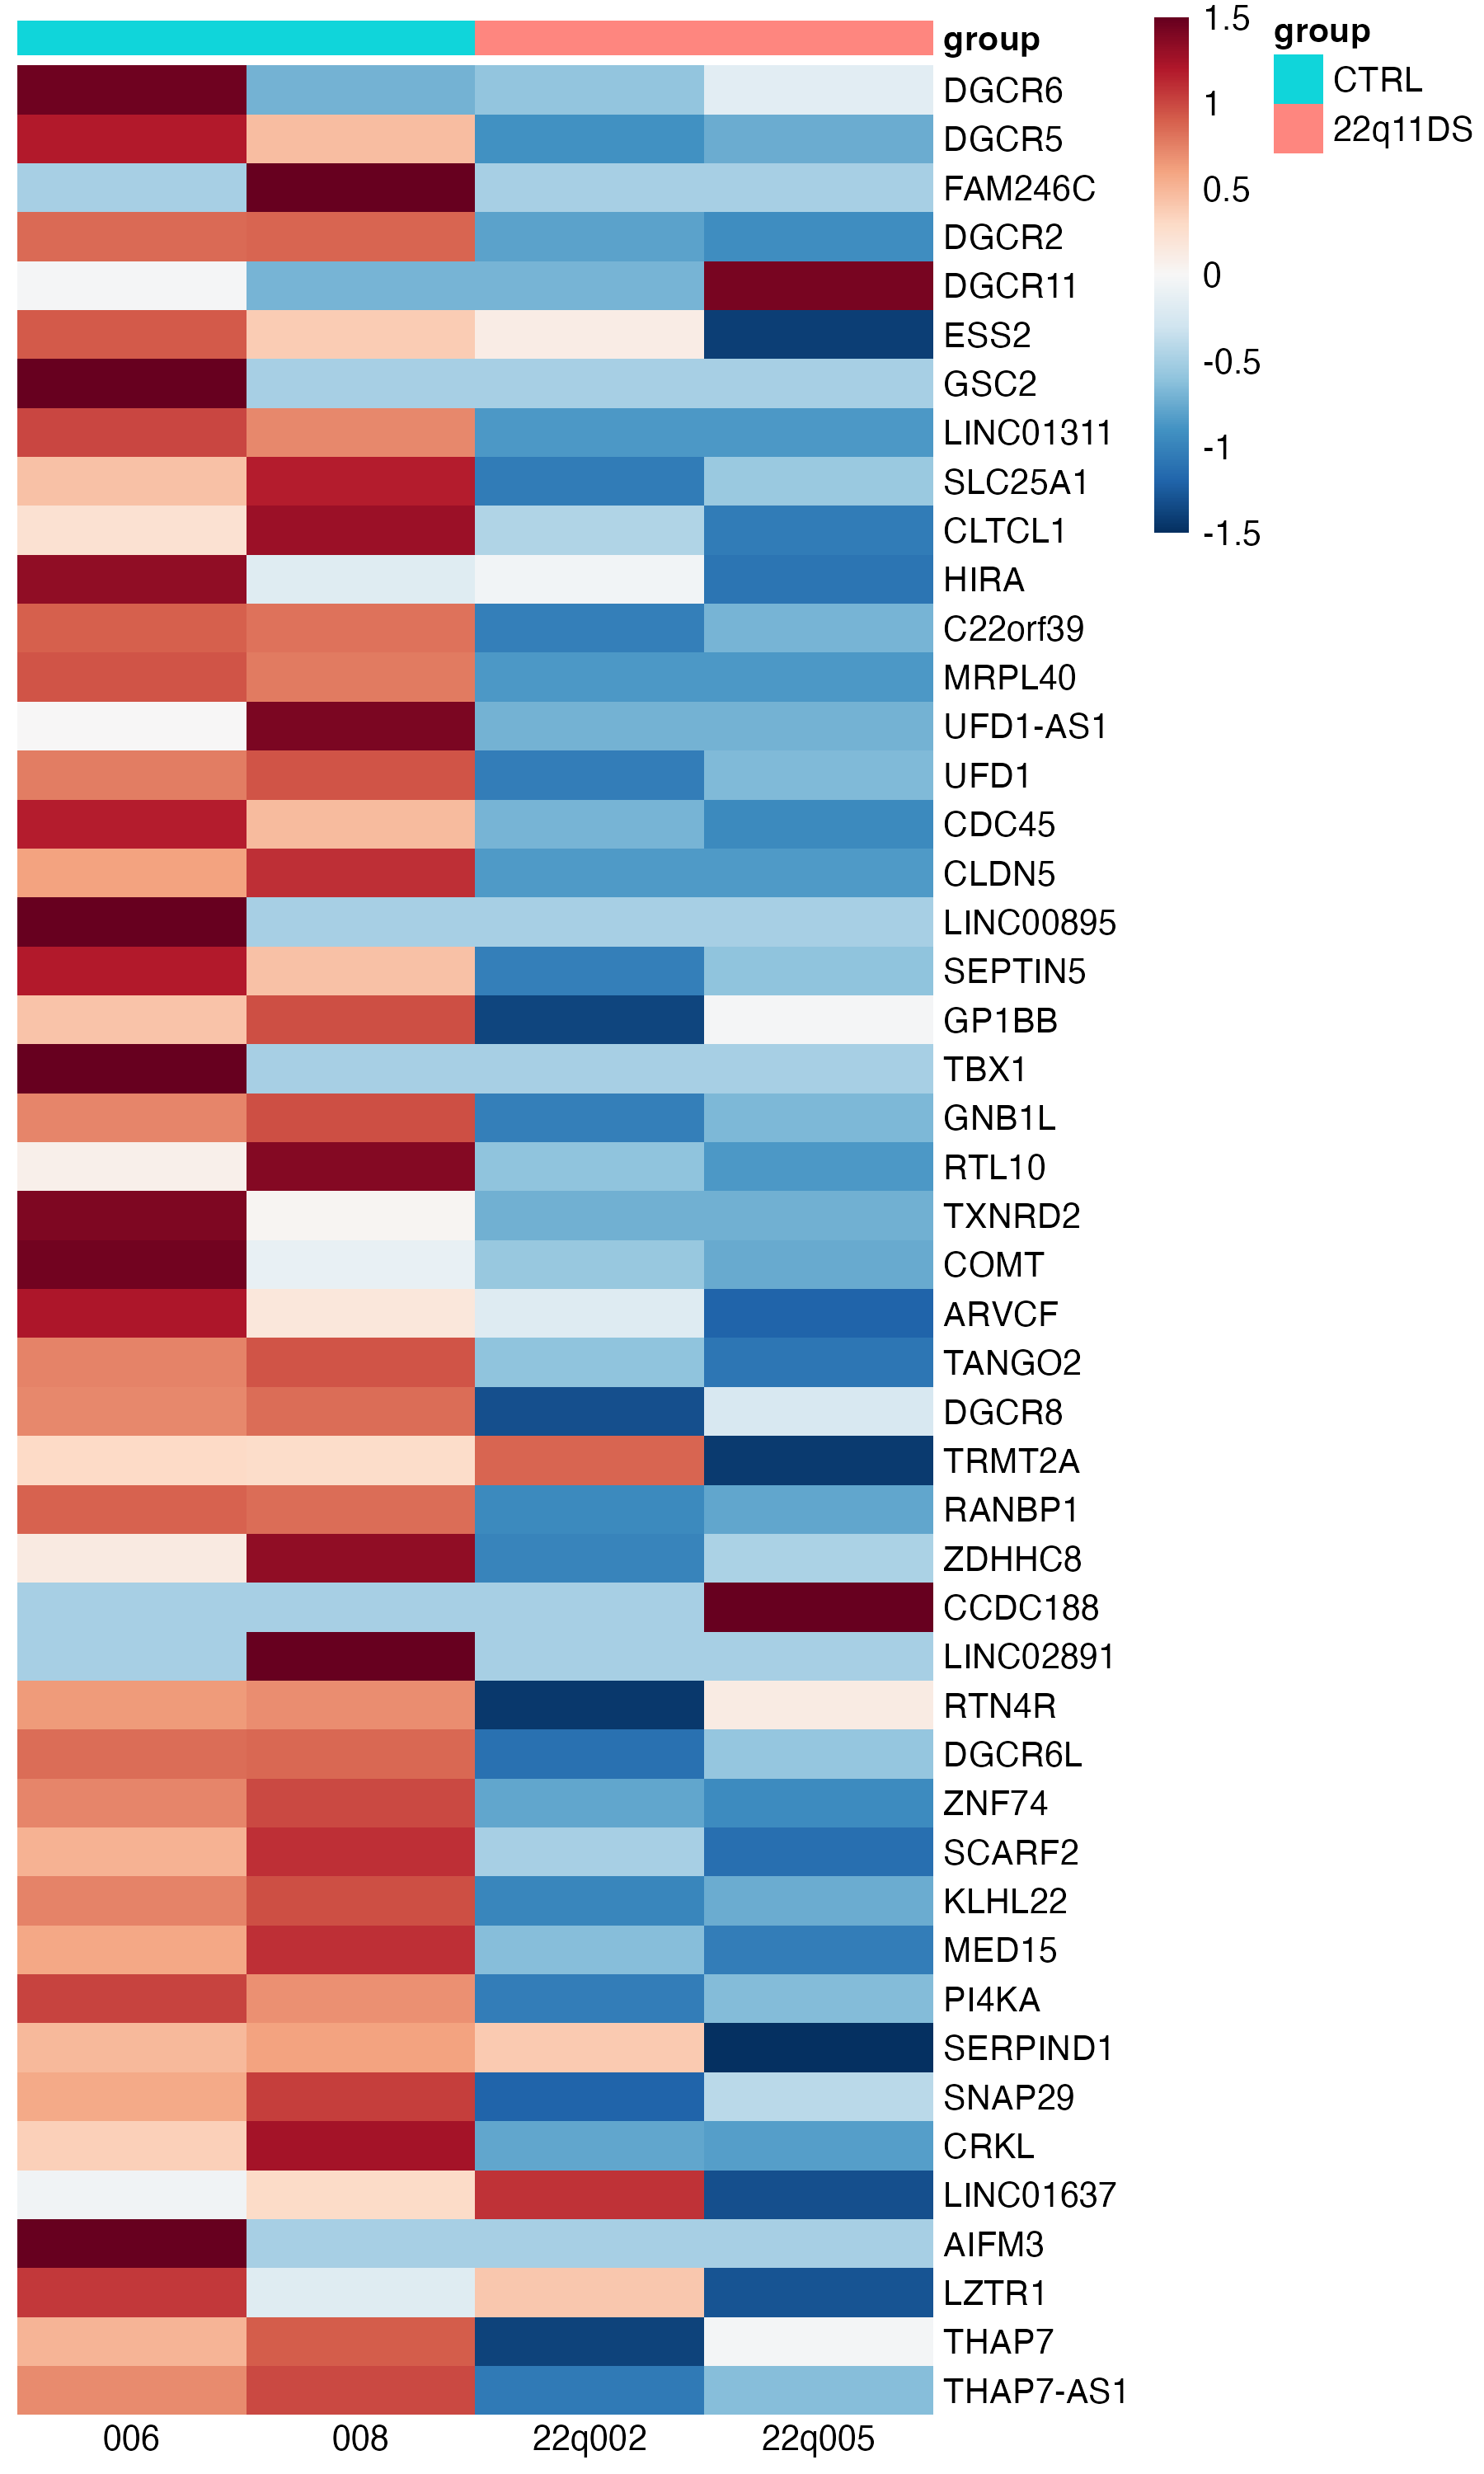 group
DGCR6
DGCR5
FAM246C
DGCR2
DGCR11
ESS2
GSC2
LINC01311
SLC25A1
CLTCL1
HIRA
C22orf39
MRPL40
UFD1-AS1
UFD1
CDC45
CLDN5
LINC00895
SEPTIN5
GP1BB
TBX1
GNB1L
RTL10
TXNRD2
COMT
ARVCF
TANGO2
DGCR8
TRMT2A
RANBP1
ZDHHC8
CCDC188
LINC02891
RTN4R
DGCR6L
ZNF74
SCARF2
KLHL22
MED15
PI4KA
SERPIND1
SNAP29
CRKL
LINC01637
AIFM3
LZTR1
THAP7
THAP7-AS1
006 008 22q002 22q005
1.5
1
0.5
0
-0.5
-1
-1.5
group
CTRL
22q11DS